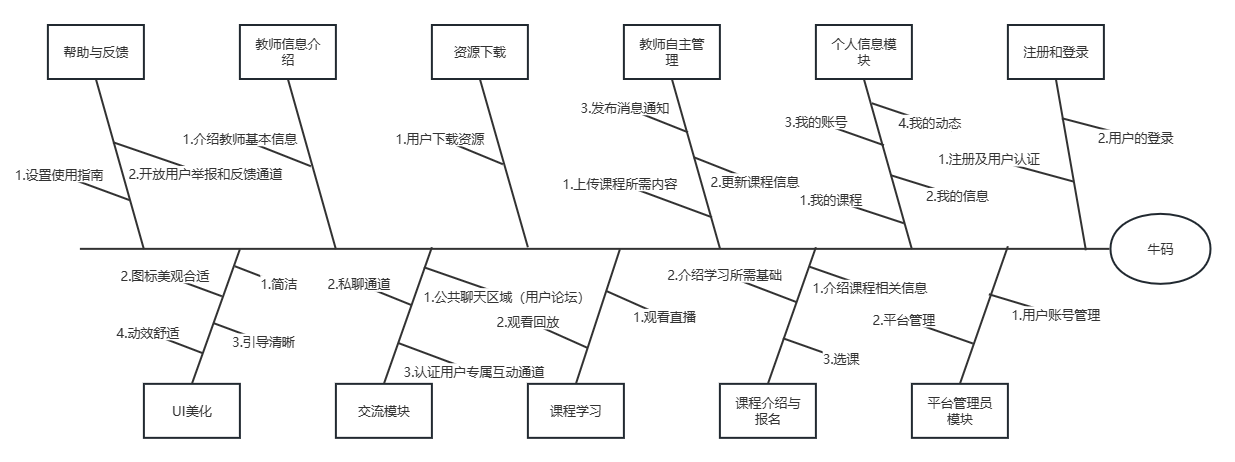 帮助与反馈
教师信息介
绍
资源下载
教师自主管
理
个人信息模
块
注册和登录
3.发布消息通知
3.我的账号
4.我的动态
1.介绍教师基本信息
1.用户下载资源
2.用户的登录
1.注册及用户认证
1.设置使用指南
2.开放用户举报和反馈通道
1.上传课程所需内容
2.更新课程信息
1.我的课程
2.我的信息
牛码
2.图标美观合适
1.简洁
2.私聊通道
1.公共聊天区域（用户论坛）
2.介绍学习所需基础
1.介绍课程相关信息
4.动效舒适
3.引导清晰
2.观看回放
1.观看直播
2.平台管理
1.用户账号管理
3.认证用户专属互动通道
3.选课
UI美化
交流模块
课程学习
课程介绍与
报名
平台管理员
模块